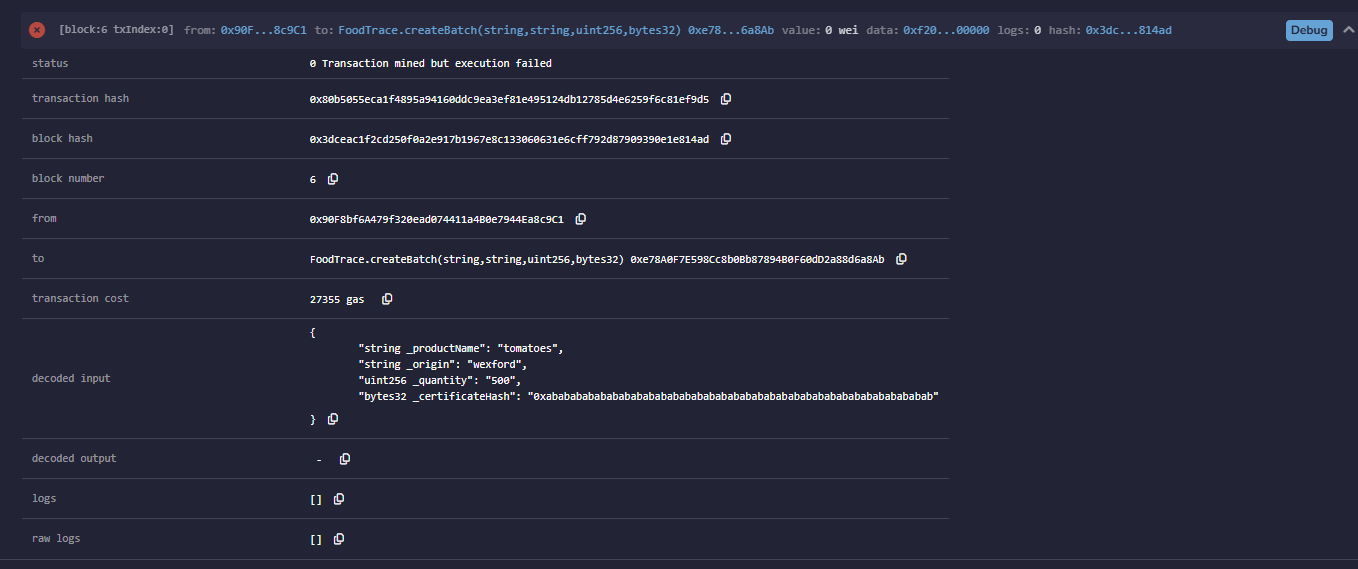 [block:6 txIndex:0] from: 0x90F...8c9C1 to: FoodTrace.createBatch(string,string,uint256,bytes32) 0xe78...6a8Ab value: 0 wei data: 0xf20...00000 logs: 0 hash: 0x3dc...814ad Debug
status 0 Transaction mined but execution failed
transaction hash 0x80b5055eca1f4895a94160ddc9ea3ef81e495124db12785d4e6259f6c81ef9d5
block hash 0x3dceac1f2cd250f0a2e917b1967e8c133060631e6cff792d87909390e1e814ad
block number 6
from 0x90F8bf6A479f320ead074411a4B0e7944Ea8c9C1
to FoodTrace.createBatch(string,string,uint256,bytes32) 0xe78A0F7E598Cc8b0Bb87894B0F60dD2a88d6a8Ab
transaction cost 27355 gas
decoded input {
"string _productName": "tomatoes",
"string _origin": "wexford",
"uint256 _quantity": "500",
"bytes32 _certificateHash": "0xabababababababababababababababababababababababababababababababab"
}
decoded output -
logs []
raw logs []